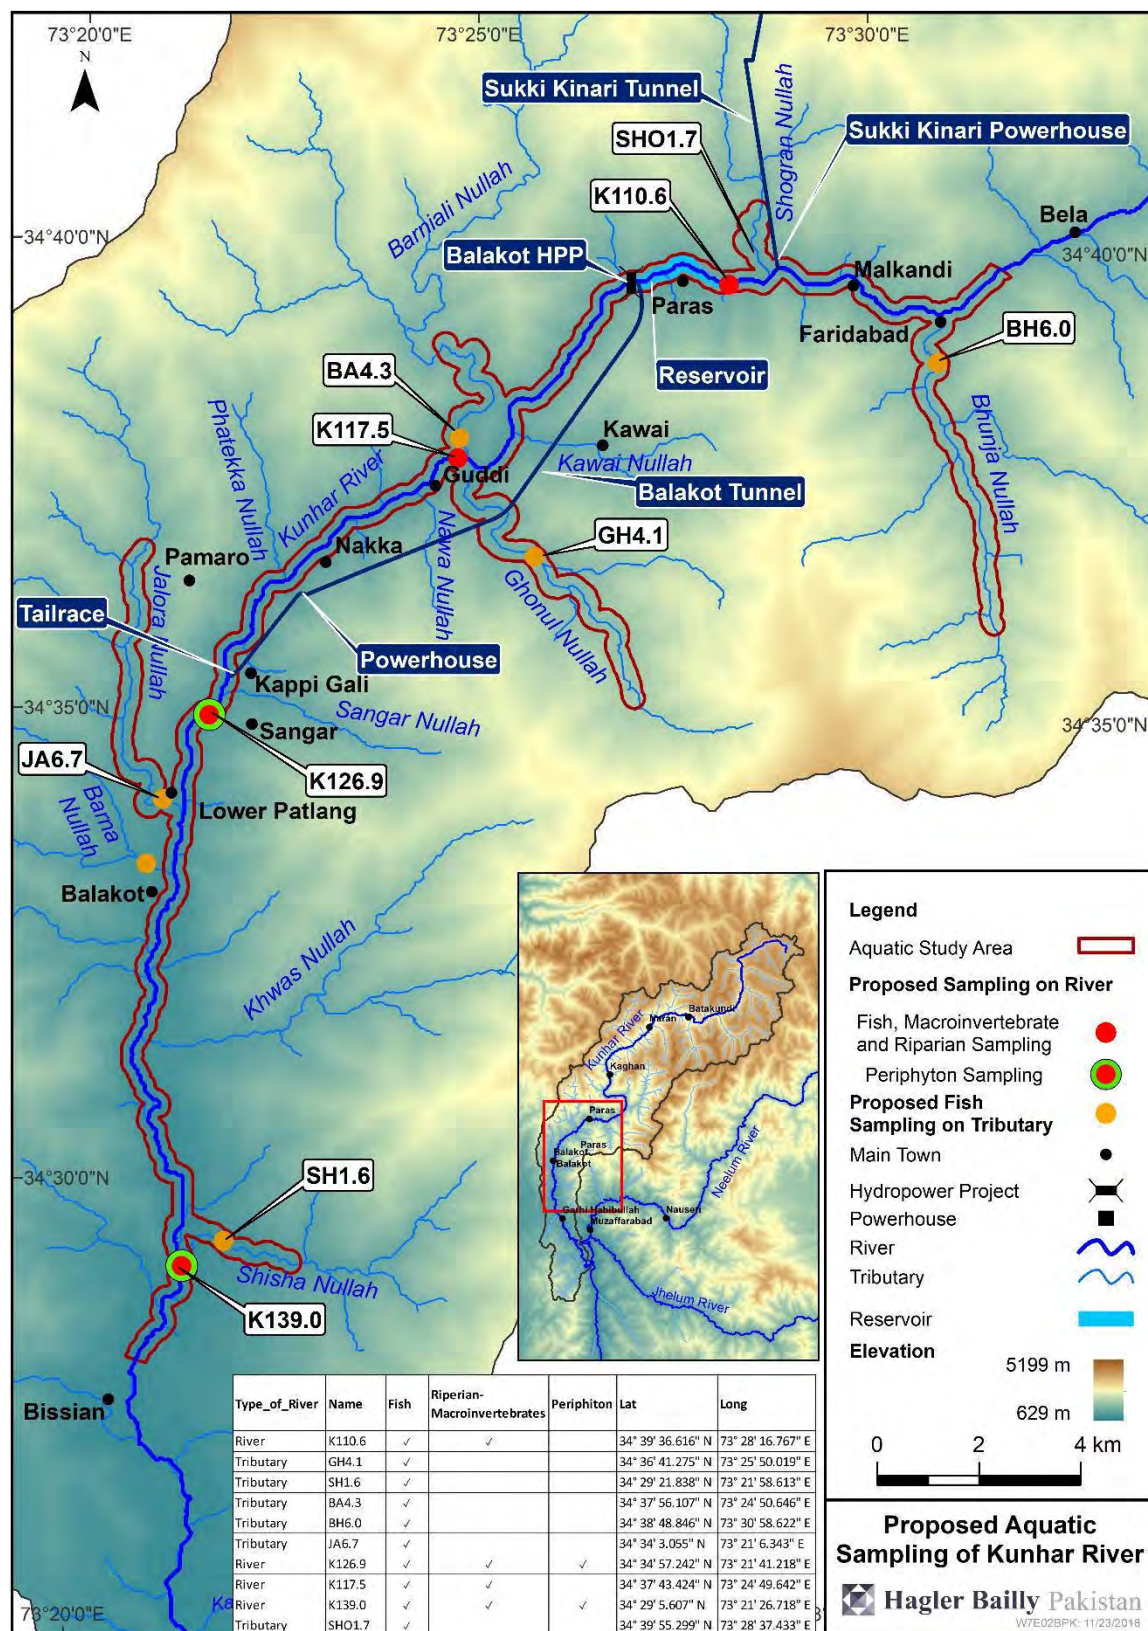 73°20'0"E
73°25'0"E
73°30'0"E
N
Sukki Kinari Tunnel
Shogran Nullah
Sukki Kinari Powerhouse
SHO1.7
K110.6
Barniali Nullah
Bela
34°40'0"N
34°40'0"N
Balakot HPP
Malkandi
Paras
Faridabad
BH6.0
Reservoir
BA4.3
K117.5
Phatekka Nullah
Kunhar River
Guddi
Kawai
Kawai Nullah
Balakot Tunnel
Bhunja Nullah
Nawa Nullah
GH4.1
Nakka
Pamaro
Jalora Nullah
Ghonul Nullah
Tailrace
Powerhouse
Kappi Gali
Sangar Nullah
34°35'0"N
34°35'0"N
Sangar
JA6.7
K126.9
Lower Patlang
Barna
Nullah
Balakot
Khwas Nullah
34°30'0"N
SH1.6
Shisha Nullah
K139.0
Bissian
73°20'0"E
Ka
Batakundi
Naran
Kunhar River
Kaghan
Paras
Paras
Balakot
Balakot
Neelum River
Garhi Habibullah
Muzaffarabad
Nauseri
Jhelum River
Legend
Aquatic Study Area
Proposed Sampling on River
Fish, Macroinvertebrate
and Riparian Sampling
Periphyton Sampling
Proposed Fish
Sampling on Tributary
Main Town
Hydropower Project
Powerhouse
River
Tributary
Reservoir
Elevation
5199 m
629 m
0 2 4 km
Type_of_River Name Fish Riperian-Macroinvertebrates Periphiton Lat Long
River K110.6 ✓ ✓ 34° 39' 36.616" N 73° 28' 16.767" E
Tributary GH4.1 ✓ 34° 36' 41.275" N 73° 25' 50.019" E
Tributary SH1.6 ✓ 34° 29' 21.838" N 73° 21' 58.613" E
Tributary BA4.3 ✓ 34° 37' 56.107" N 73° 24' 50.646" E
Tributary BH6.0 ✓ 34° 38' 48.846" N 73° 30' 58.622" E
Tributary JA6.7 ✓ 34° 34' 3.055" N 73° 21' 6.343" E
River K126.9 ✓ ✓ ✓ 34° 34' 57.242" N 73° 21' 41.218" E
River K117.5 ✓ ✓ 34° 37' 43.424" N 73° 24' 49.642" E
River K139.0 ✓ ✓ ✓ 34° 29' 5.607" N 73° 21' 26.718" E
Tributary SHO1.7 ✓ 34° 39' 55.299" N 73° 28' 37.433" E
Proposed Aquatic
Sampling of Kunhar River
Hagler Bailly Pakistan
W7E02BPK: 11/23/2016